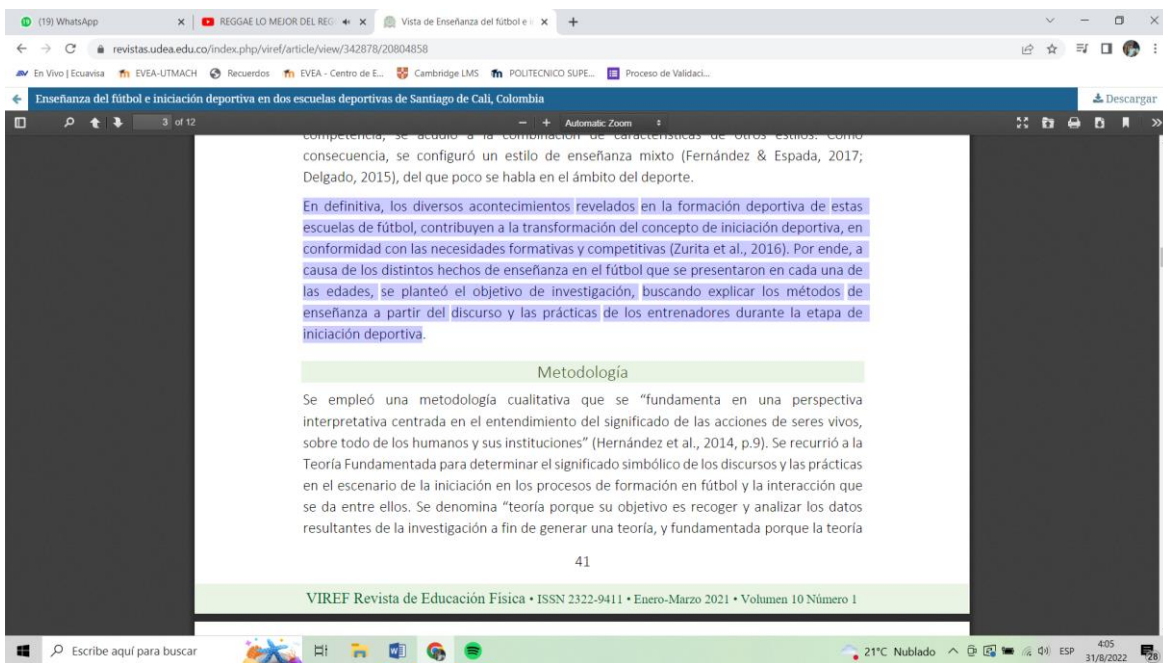 (19) WhatsApp
REGGAE LO MEJOR DEL REG
Vista de Enseñanza del fútbol e i
revistas.udea.edu.co/index.php/viref/article/view/342878/20804858
En Vivo | Ecuavisa
EVEA-UTMACH
Recuerdos
EVEA - Centro de E...
Cambridge LMS
POLITECNICO SUPE...
Proceso de Validaci...
Enseñanza del fútbol e iniciación deportiva en dos escuelas deportivas de Santiago de Cali, Colombia
Descargar
3 of 12
Automatic Zoom
competencia, se acudió a la combinación de características de otros estilos. Como
consecuencia, se configuró un estilo de enseñanza mixto (Fernández & Espada, 2017;
Delgado, 2015), del que poco se habla en el ámbito del deporte.
En definitiva, los diversos acontecimientos revelados en la formación deportiva de estas
escuelas de fútbol, contribuyen a la transformación del concepto de iniciación deportiva, en
conformidad con las necesidades formativas y competitivas (Zurita et al., 2016). Por ende, a
causa de los distintos hechos de enseñanza en el fútbol que se presentaron en cada una de
las edades, se planteó el objetivo de investigación, buscando explicar los métodos de
enseñanza a partir del discurso y las prácticas de los entrenadores durante la etapa de
iniciación deportiva.
Metodología
Se empleó una metodología cualitativa que se “fundamenta en una perspectiva
interpretativa centrada en el entendimiento del significado de las acciones de seres vivos,
sobre todo de los humanos y sus instituciones” (Hernández et al., 2014, p.9). Se recurrió a la
Teoría Fundamentada para determinar el significado simbólico de los discursos y las prácticas
en el escenario de la iniciación en los procesos de formación en fútbol y la interacción que
se da entre ellos. Se denomina “teoría porque su objetivo es recoger y analizar los datos
resultantes de la investigación a fin de generar una teoría, y fundamentada porque la teoría
41
VIREF Revista de Educación Física • ISSN 2322-9411 • Enero-Marzo 2021 • Volumen 10 Número 1
Escribe aquí para buscar
21°C Nublado
ESP
4:05
31/8/2022
28